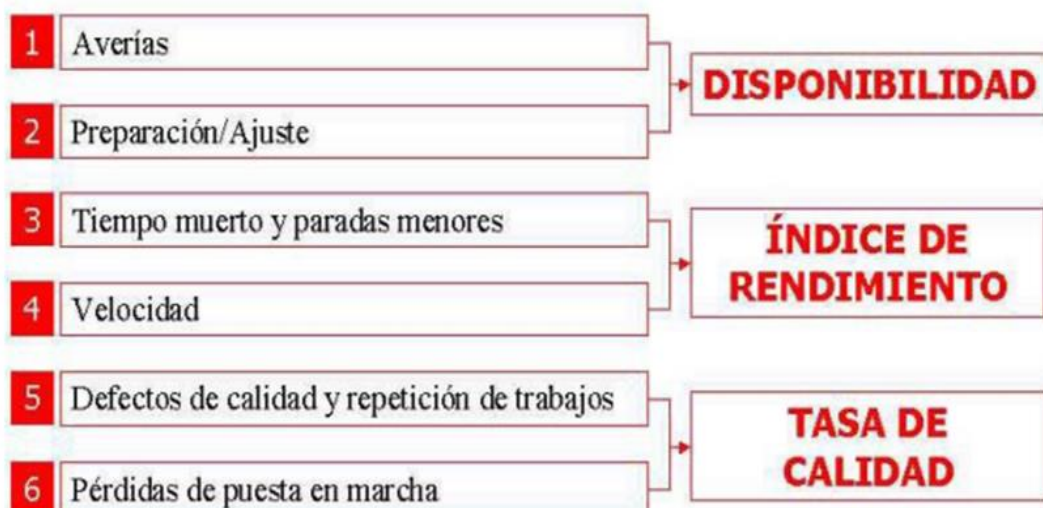 1 Averías
DISPONIBILIDAD
2 Preparación/Ajuste
3 Tiempo muerto y paradas menores
ÍNDICE DE
RENDIMIENTO
4 Velocidad
5 Defectos de calidad y repetición de trabajos
TASA DE
CALIDAD
6 Pérdidas de puesta en marcha